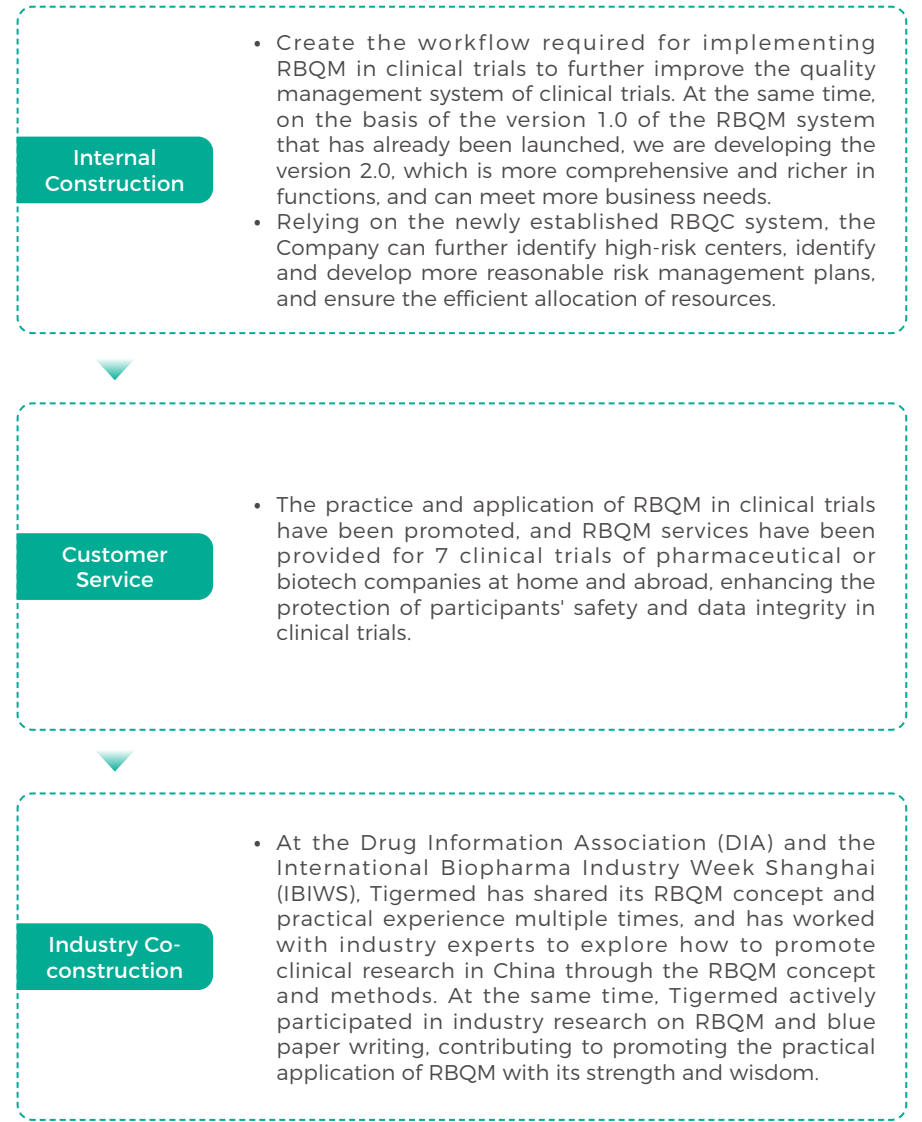 Internal
Construction
• Create the workflow required for implementing
RBQM in clinical trials to further improve the quality
management system of clinical trials. At the same time,
on the basis of the version 1.0 of the RBQM system
that has already been launched, we are developing the
version 2.0, which is more comprehensive and richer in
functions, and can meet more business needs.
• Relying on the newly established RBQC system, the
Company can further identify high-risk centers, identify
and develop more reasonable risk management plans,
and ensure the efficient allocation of resources.
Customer
Service
• The practice and application of RBQM in clinical trials
have been promoted, and RBQM services have been
provided for 7 clinical trials of pharmaceutical or
biotech companies at home and abroad, enhancing the
protection of participants' safety and data integrity in
clinical trials.
Industry Co-
construction
• At the Drug Information Association (DIA) and the
International Biopharma Industry Week Shanghai
(IBIWS), Tigermed has shared its RBQM concept and
practical experience multiple times, and has worked
with industry experts to explore how to promote
clinical research in China through the RBQM concept
and methods. At the same time, Tigermed actively
participated in industry research on RBQM and blue
paper writing, contributing to promoting the practical
application of RBQM with its strength and wisdom.